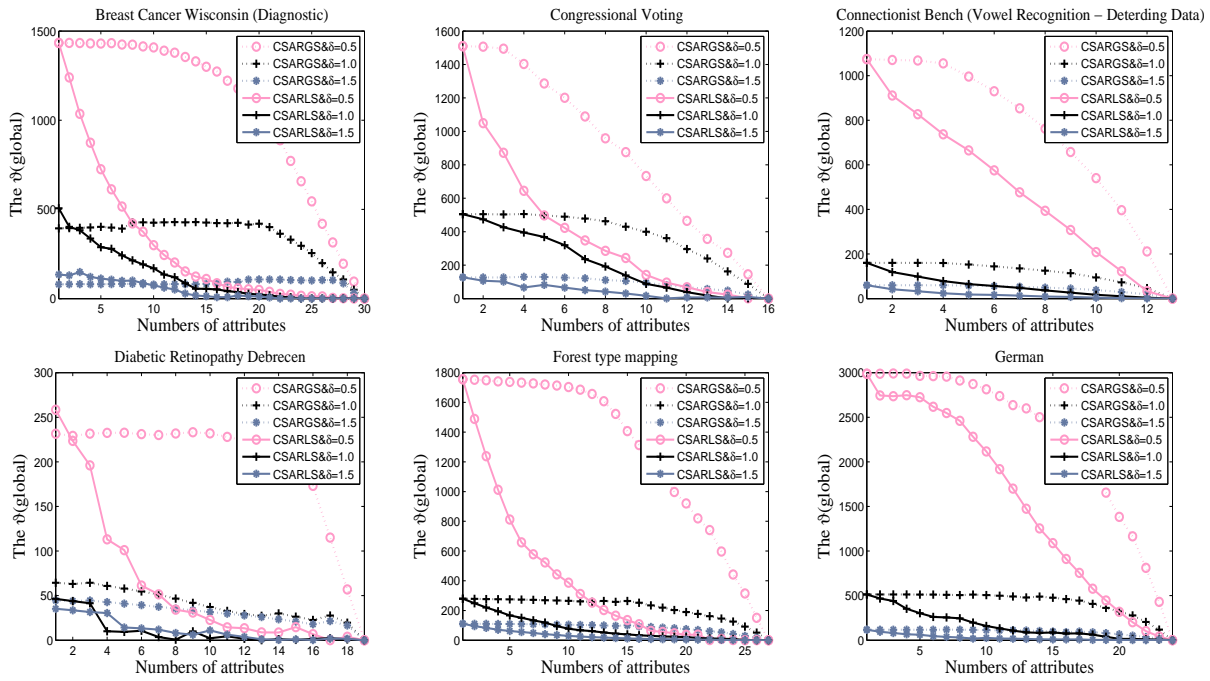 Breast Cancer Wisconsin (Diagnostic)
1500
1000
500
0
The ϑ(global)
5 10 15 20 25 30
Numbers of attributes
CSARGS&δ=0.5
CSARGS&δ=1.0
CSARGS&δ=1.5
CSARLS&δ=0.5
CSARLS&δ=1.0
CSARLS&δ=1.5
Congressional Voting
1600
1400
1200
1000
800
600
400
200
0
The ϑ(global)
2 4 6 8 10 12 14 16
Numbers of attributes
CSARGS&δ=0.5
CSARGS&δ=1.0
CSARGS&δ=1.5
CSARLS&δ=0.5
CSARLS&δ=1.0
CSARLS&δ=1.5
Connectionist Bench (Vowel Recognition – Deterding Data)
1200
1000
800
600
400
200
0
The ϑ(global)
2 4 6 8 10 12
Numbers of attributes
CSARGS&δ=0.5
CSARGS&δ=1.0
CSARGS&δ=1.5
CSARLS&δ=0.5
CSARLS&δ=1.0
CSARLS&δ=1.5
Diabetic Retinopathy Debrecen
300
250
200
150
100
50
0
The ϑ(global)
2 4 6 8 10 12 14 16 18
Numbers of attributes
CSARGS&δ=0.5
CSARGS&δ=1.0
CSARGS&δ=1.5
CSARLS&δ=0.5
CSARLS&δ=1.0
CSARLS&δ=1.5
Forest type mapping
1800
1600
1400
1200
1000
800
600
400
200
0
The ϑ(global)
5 10 15 20 25
Numbers of attributes
CSARGS&δ=0.5
CSARGS&δ=1.0
CSARGS&δ=1.5
CSARLS&δ=0.5
CSARLS&δ=1.0
CSARLS&δ=1.5
German
3000
2500
2000
1500
1000
500
0
The ϑ(global)
5 10 15 20
Numbers of attributes
CSARGS&δ=0.5
CSARGS&δ=1.0
CSARGS&δ=1.5
CSARLS&δ=0.5
CSARLS&δ=1.0
CSARLS&δ=1.5